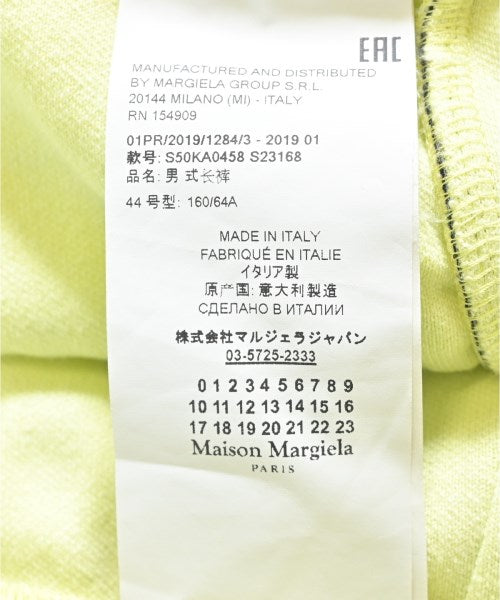 EAC
MANUFACTURED AND DISTRIBUTED
BY MARGIELA GROUP S.R.L.
20144 MILANO (MI) - ITALY
RN 154909
01PR/2019/1284/3 - 2019 01
款号: S50KA0458 S23168
品名: 男 式长裤
44 号型: 160/64A
MADE IN ITALY
FABRIQUÉ EN ITALIE
イタリア製
原产国: 意大利製造
СДЕЛАНО В ИТАЛИИ
株式会社マルジェラジャパン
03-5725-2333
0 1 2 3 4 5 6 7 8 9
10 11 12 13 14 15 16
17 18 19 20 21 22 23
Maison Margiela
PARIS